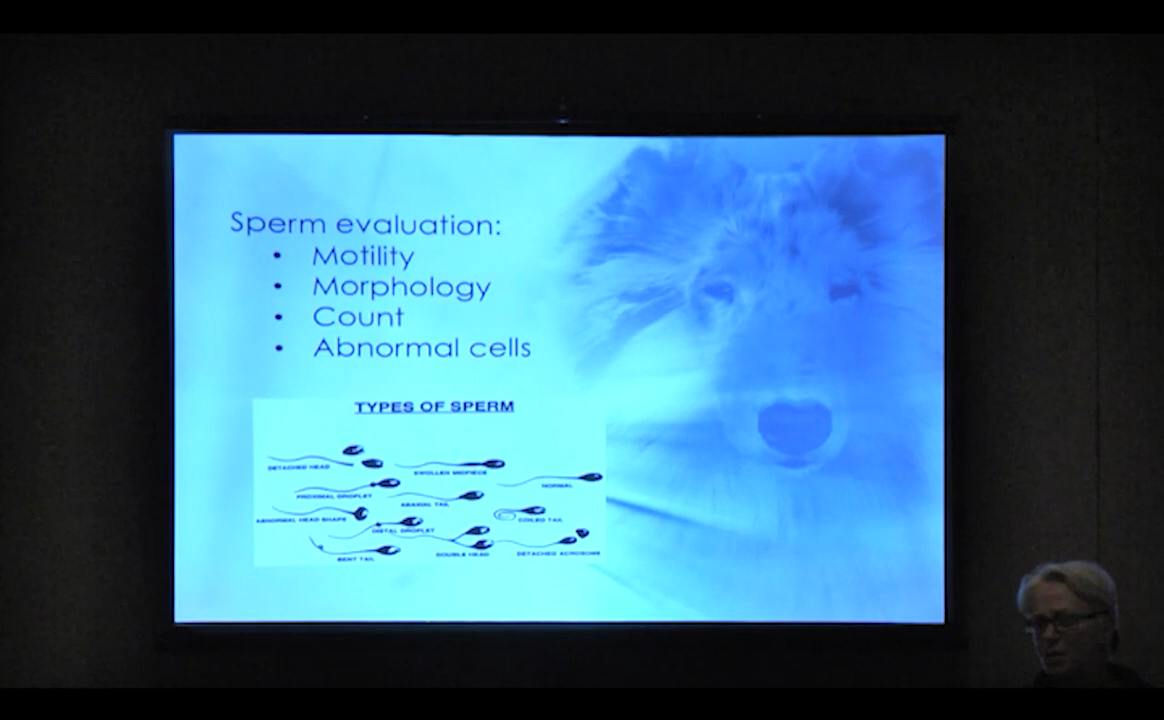 Sperm evaluation:
• Motility
• Morphology
• Count
• Abnormal cells
TYPES OF SPERM
DETACHED HEAD
SWOLLEN MIDPIECE
NORMAL
PROXIMAL DROPLET
ABAXIAL TAIL
ABNORMAL HEAD SHAPE
COILED TAIL
DISTAL DROPLET
BENT TAIL
DOUBLE HEAD
DETACHED ACROSOME